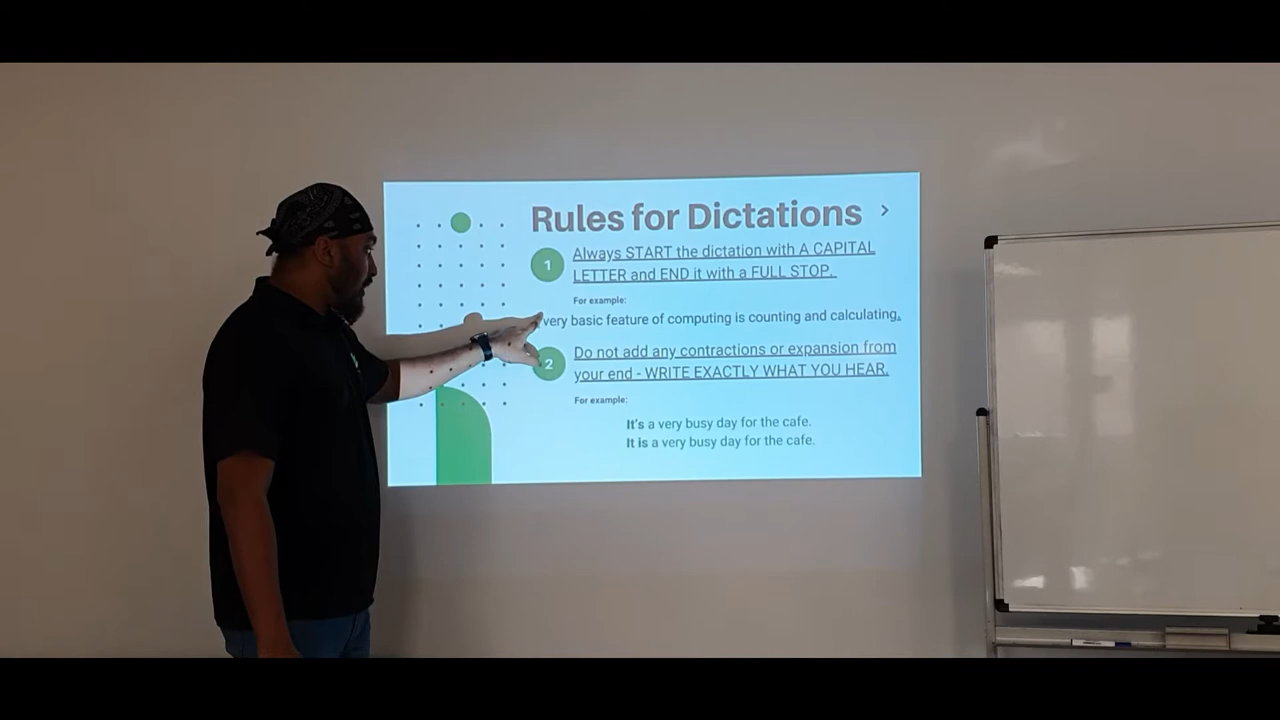 Rules for Dictations
1
Always START the dictation with A CAPITAL
LETTER and END it with a FULL STOP.
For example:
very basic feature of computing is counting and calculating.
2
Do not add any contractions or expansion from
your end - WRITE EXACTLY WHAT YOU HEAR.
For example:
It's a very busy day for the cafe.
It is a very busy day for the cafe.